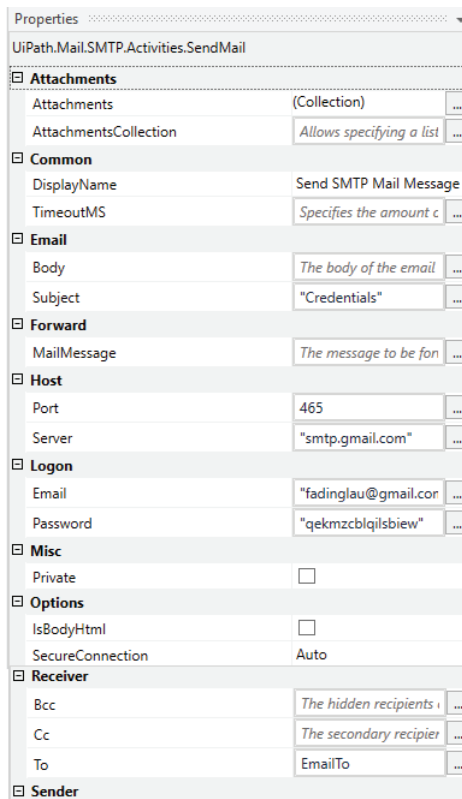 Properties
UiPath.Mail.SMTP.Activities.SendMail
Attachments
Attachments (Collection) ...
AttachmentsCollection Allows specifying a list ...
Common
DisplayName Send SMTP Mail Message
TimeoutMS Specifies the amount c ...
Email
Body The body of the email ...
Subject "Credentials" ...
Forward
MailMessage The message to be for ...
Host
Port 465 ...
Server "smtp.gmail.com" ...
Logon
Email "fadinglau@gmail.com ...
Password "qekmzcblqilsbiew" ...
Misc
Private
Options
IsBodyHtml
SecureConnection Auto
Receiver
Bcc The hidden recipients ...
Cc The secondary recipier ...
To EmailTo ...
Sender